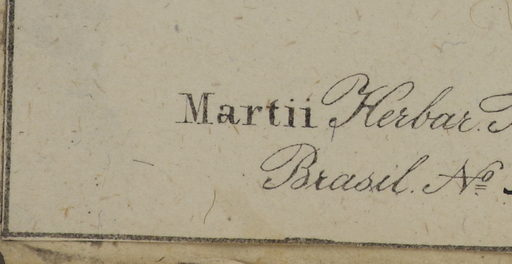 Martii Herbar.
Brasil. Nº